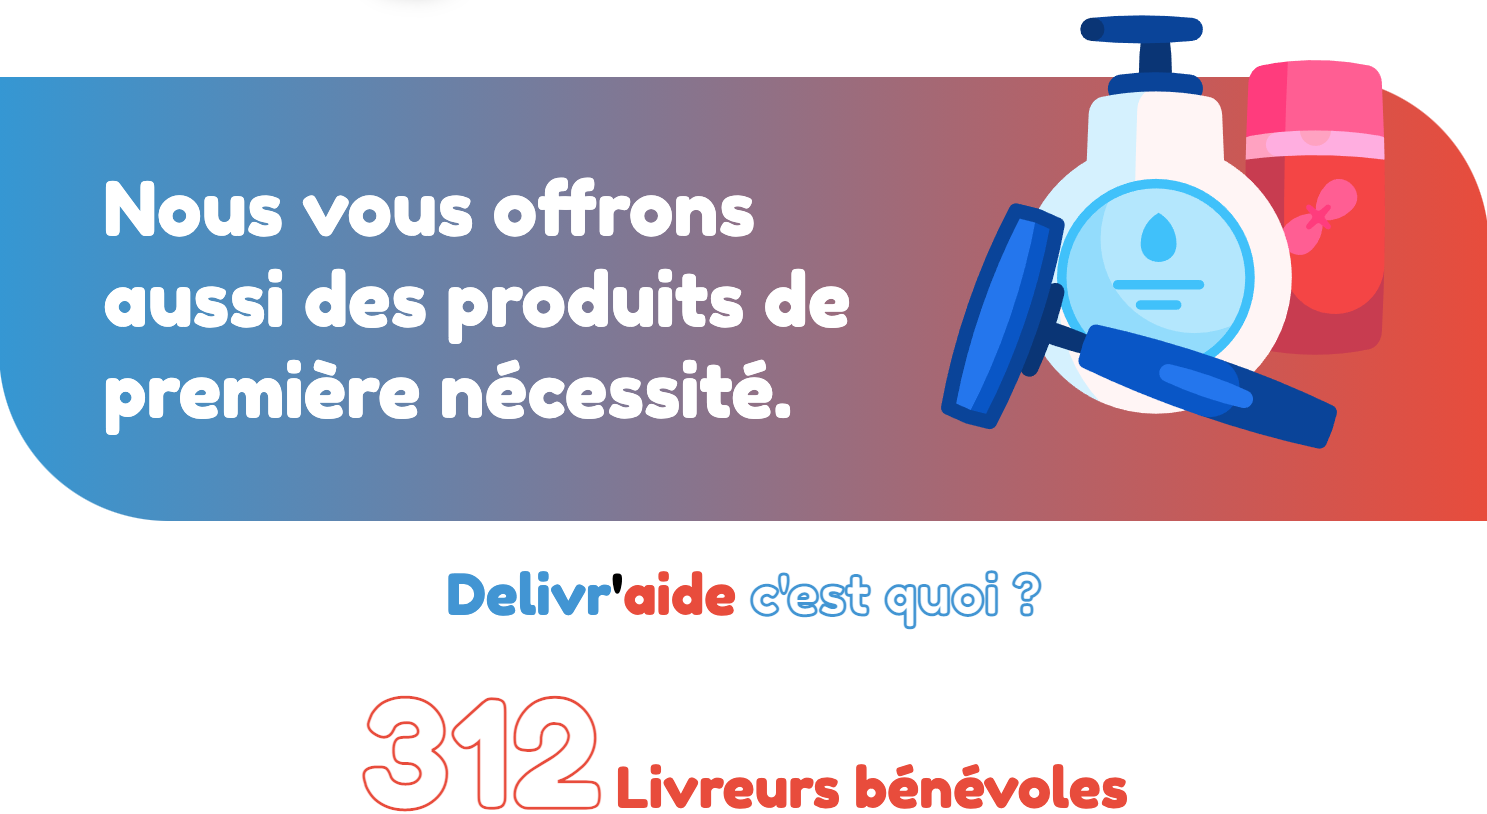 Nous vous offrons
aussi des produits de
première nécessité.
Delivr'aide c'est quoi ?
312 Livreurs bénévoles